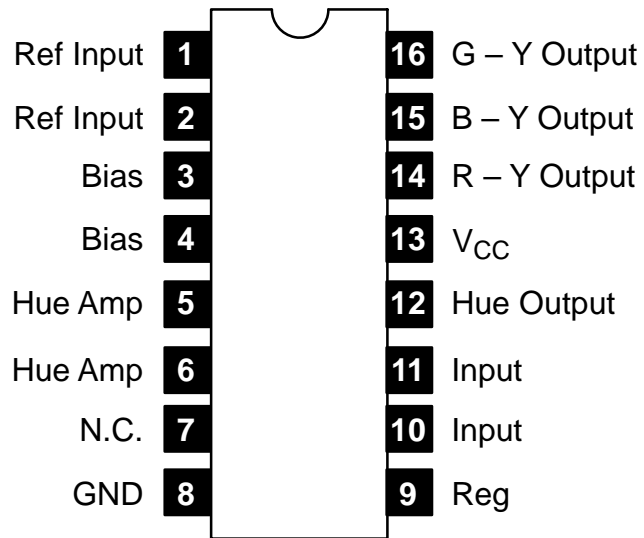 Ref Input 1 16 G – Y Output
Ref Input 2 15 B – Y Output
Bias 3 14 R – Y Output
Bias 4 13 VCC
Hue Amp 5 12 Hue Output
Hue Amp 6 11 Input
N.C. 7 10 Input
GND 8 9 Reg